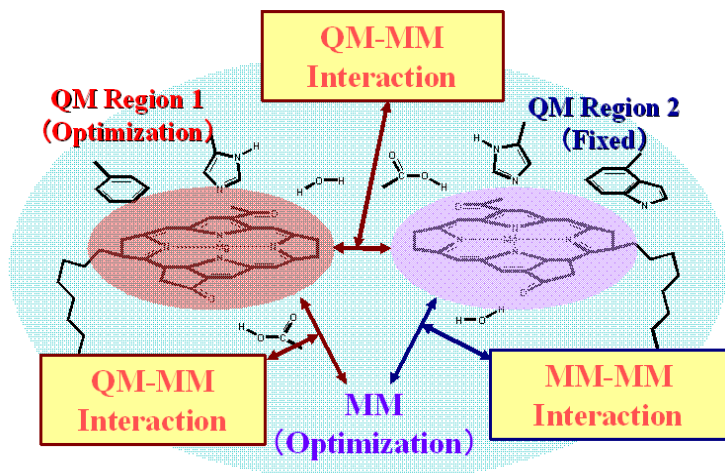 QM-MM
Interaction
QM Region 1
(Optimization)
QM Region 2
(Fixed)
N
H
H
N
N
N
H
O
H
O
C
O
H
O
O
N
Mg
N
N
N
N
O
O
H
O
C
H
O
H
QM-MM
Interaction
MM
(Optimization)
MM-MM
Interaction